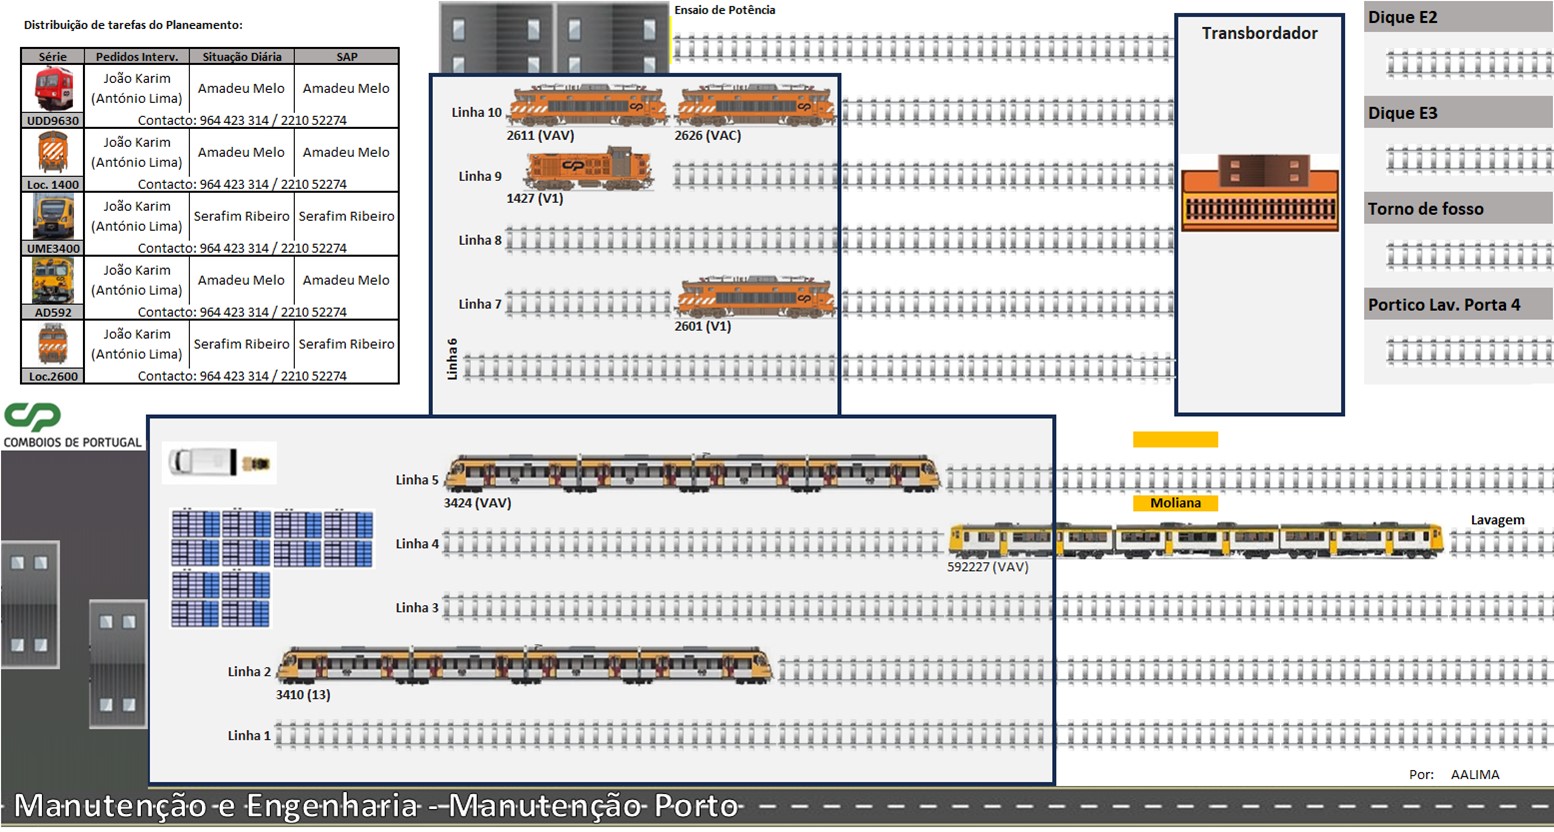 Distribuição de tarefas do Planeamento:
Série Pedidos Interv. Situação Diária SAP
João Karim
(António Lima) Amadeu Melo Amadeu Melo
UDD9630 Contacto: 964 423 314 / 2210 52274
João Karim
(António Lima) Amadeu Melo Amadeu Melo
Loc. 1400 Contacto: 964 423 314 / 2210 52274
João Karim
(António Lima) Serafim Ribeiro Serafim Ribeiro
UME3400 Contacto: 964 423 314 / 2210 52274
João Karim
(António Lima) Amadeu Melo Amadeu Melo
AD592 Contacto: 964 423 314 / 2210 52274
João Karim
(António Lima) Serafim Ribeiro Serafim Ribeiro
Loc.2600 Contacto: 964 423 314 / 2210 52274
CP
COMBOIOS DE PORTUGAL
Ensaio de Potência
Linha 10
2611 (VAV) 2626 (VAC)
Linha 9
1427 (V1)
Linha 8
Linha 7
2601 (V1)
Linha 6
Transbordador
Dique E2
Dique E3
Torno de fosso
Portico Lav. Porta 4
Linha 5
3424 (VAV)
Moliana
Linha 4
Lavagem
592227 (VAV)
Linha 3
Linha 2
3410 (13)
Linha 1
Por: AALIMA
Manutenção e Engenharia - Manutenção Porto